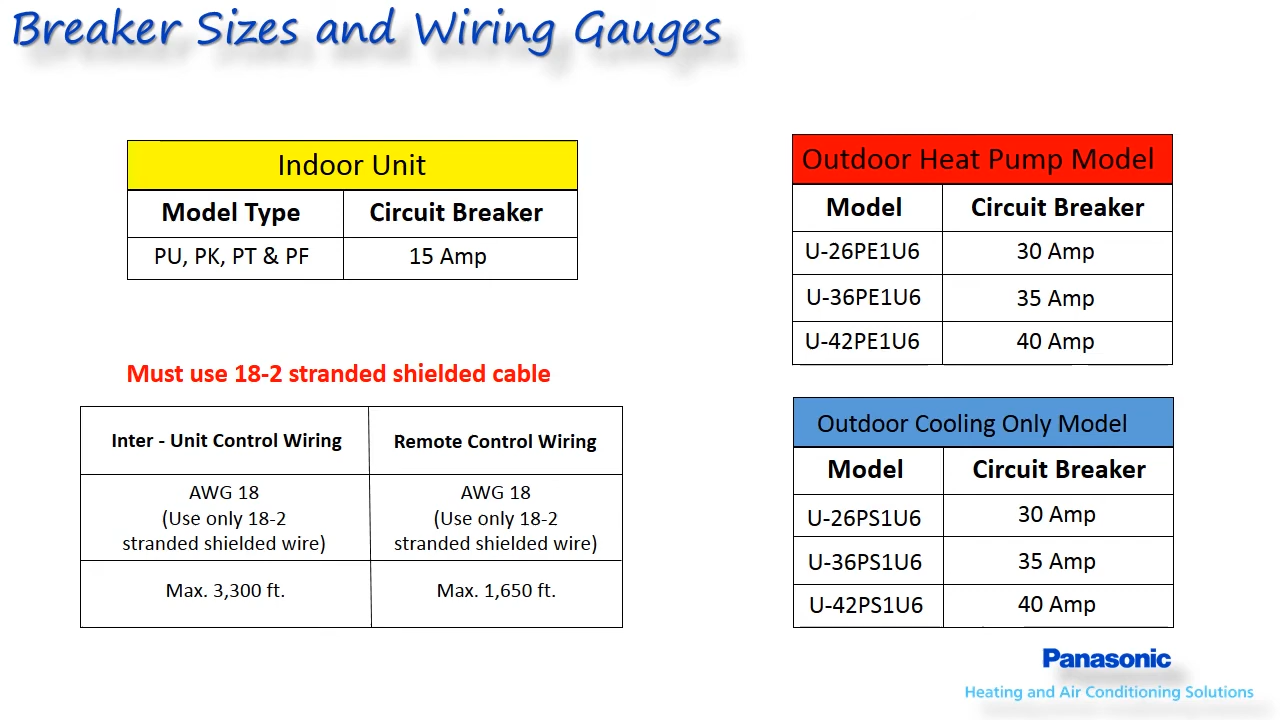 Breaker Sizes and Wiring Gauges
Indoor Unit
Model Type Circuit Breaker
PU, PK, PT & PF 15 Amp
Must use 18-2 stranded shielded cable
Inter - Unit Control Wiring Remote Control Wiring
AWG 18 AWG 18
(Use only 18-2 (Use only 18-2
stranded shielded wire) stranded shielded wire)
Max. 3,300 ft. Max. 1,650 ft.
Outdoor Heat Pump Model
Model Circuit Breaker
U-26PE1U6 30 Amp
U-36PE1U6 35 Amp
U-42PE1U6 40 Amp
Outdoor Cooling Only Model
Model Circuit Breaker
U-26PS1U6 30 Amp
U-36PS1U6 35 Amp
U-42PS1U6 40 Amp
Panasonic
Heating and Air Conditioning Solutions